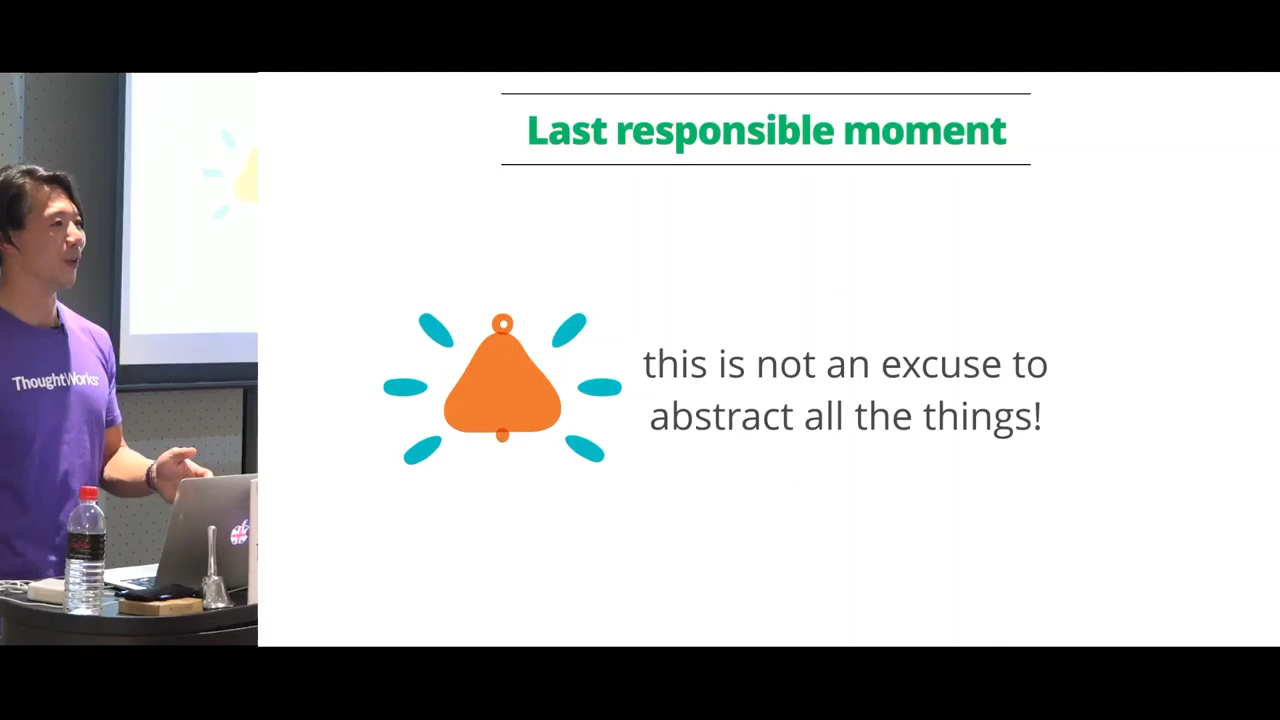 Last responsible moment
this is not an excuse to
abstract all the things!
ThoughtWorks